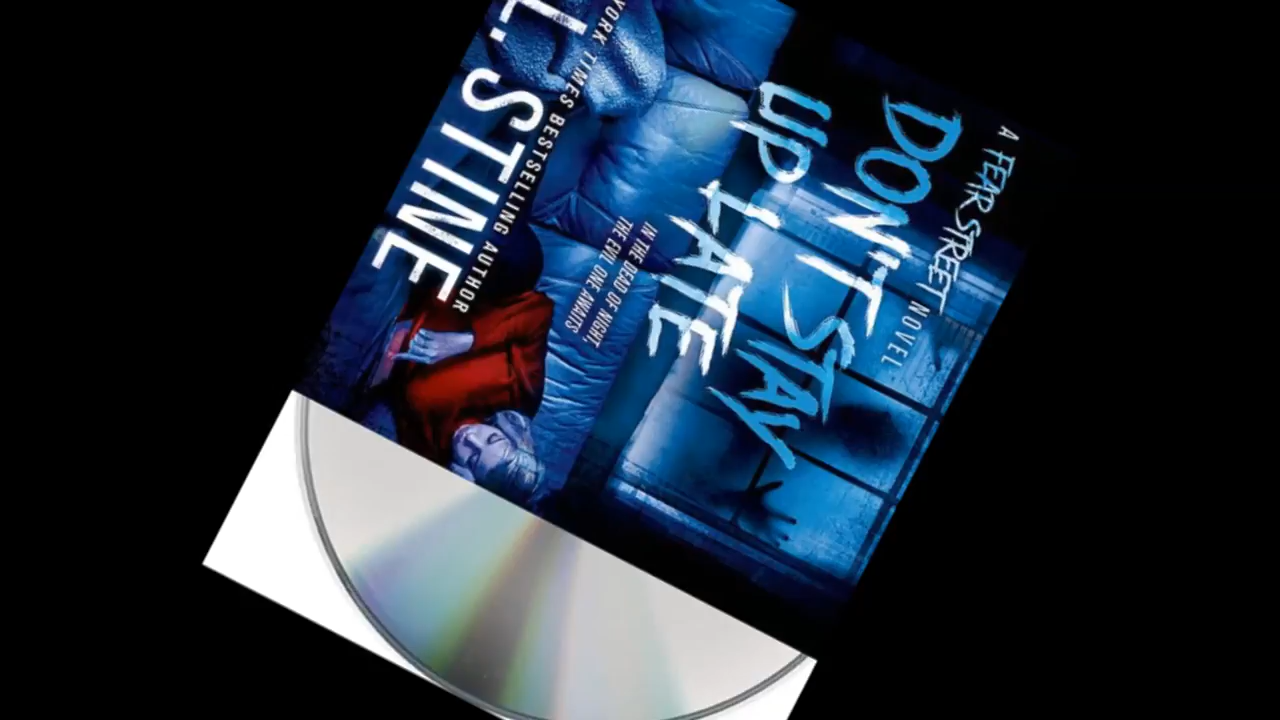 A FEAR STREET NOVEL
DON'T STAY
UP LATE
IN THE DEAD OF NIGHT,
THE EVIL ONE AWAITS
YORK TIMES BESTSELLING AUTHOR
L. STINE